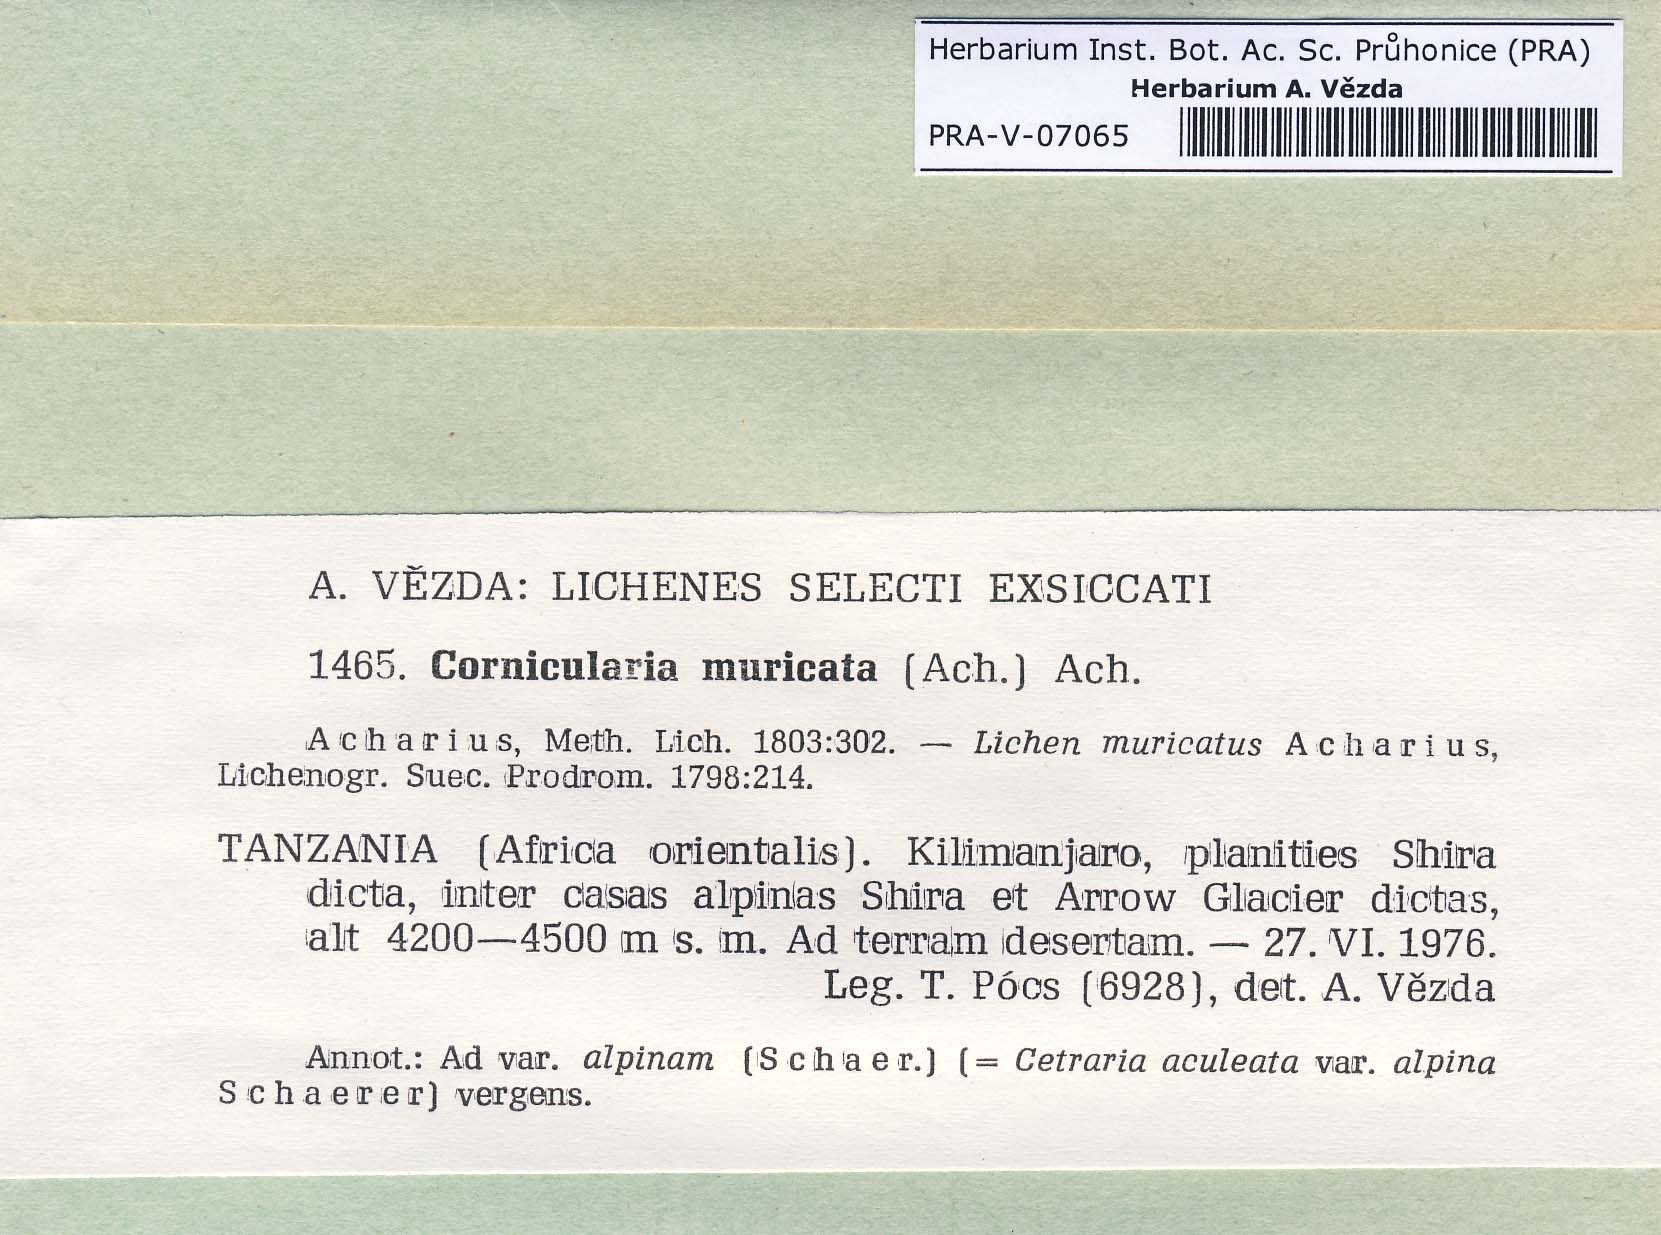 Herbarium Inst. Bot. Ac. Sc. Průhonice (PRA)
Herbarium A. Vězda
PRA-V-07065
A. VĚZDA: LICHENES SELECTI EXSICCATI
1465. Cornicularia muricata (Ach.) Ach.
Acharius, Meth. Lich. 1803:302. — Lichen muricatus Acharius,
Lichenogr. Suec. Prodrom. 1798:214.
TANZANIA (Africa orientalis). Kilimanjaro, planities Shira
dicta, inter casas alpinas Shira et Arrow Glacier dictas,
alt 4200—4500 m s. m. Ad terram desertam. — 27. VI. 1976.
Leg. T. Pócs (6928), det. A. Vězda
Annot.: Ad var. alpinam (Schaer.) (= Cetraria aculeata var. alpina
Schaerer) vergens.